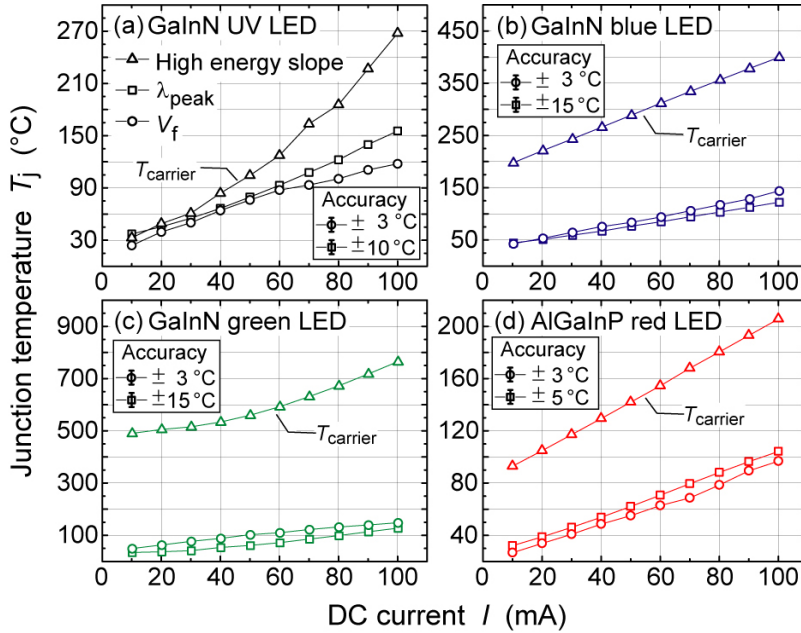 Junction temperature Tj (°C)
(a) GaInN UV LED
High energy slope
λpeak
Vf
Tcarrier
Accuracy
± 3 °C
± 10 °C
270
210
150
90
30
0 20 40 60 80 100
(b) GaInN blue LED
Accuracy
± 3 °C
± 15 °C
Tcarrier
450
350
250
150
50
0 20 40 60 80 100
(c) GaInN green LED
Accuracy
± 3 °C
± 15 °C
Tcarrier
900
700
500
300
100
0 20 40 60 80 100
(d) AlGaInP red LED
Accuracy
± 3 °C
± 5 °C
Tcarrier
200
160
120
80
40
0 20 40 60 80 100
DC current I (mA)